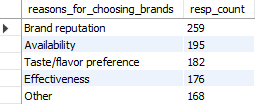 reasons_for_choosing_brands resp_count
Brand reputation 259
Availability 195
Taste/flavor preference 182
Effectiveness 176
Other 168